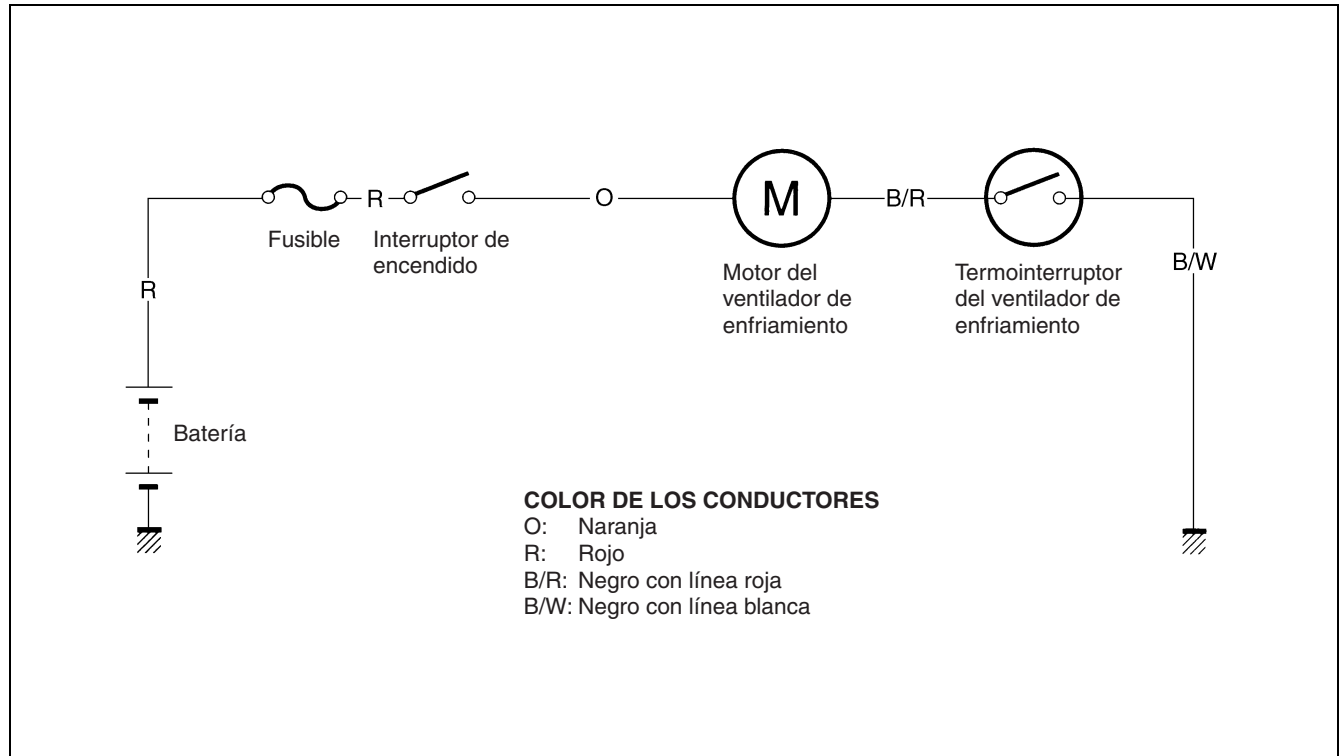 R
O
M
B/R
Fusible
Interruptor de
encendido
Motor del
ventilador de
enfriamiento
Termointerruptor
del ventilador de
enfriamiento
B/W
R
Batería
COLOR DE LOS CONDUCTORES
O: Naranja
R: Rojo
B/R: Negro con línea roja
B/W: Negro con línea blanca